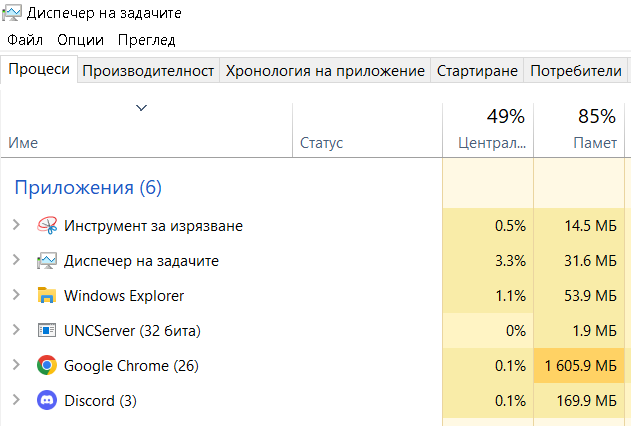 Диспечер на задачите
Файл Опции Преглед
Процеси Производителност Хронология на приложение Стартиране Потребители
49% 85%
Име Статус Централ... Памет
Приложения (6)
Инструмент за изрязване 0.5% 14.5 МБ
Диспечер на задачите 3.3% 31.6 МБ
Windows Explorer 1.1% 53.9 МБ
UNCServer (32 бита) 0% 1.9 МБ
Google Chrome (26) 0.1% 1 605.9 МБ
Discord (3) 0.1% 169.9 МБ